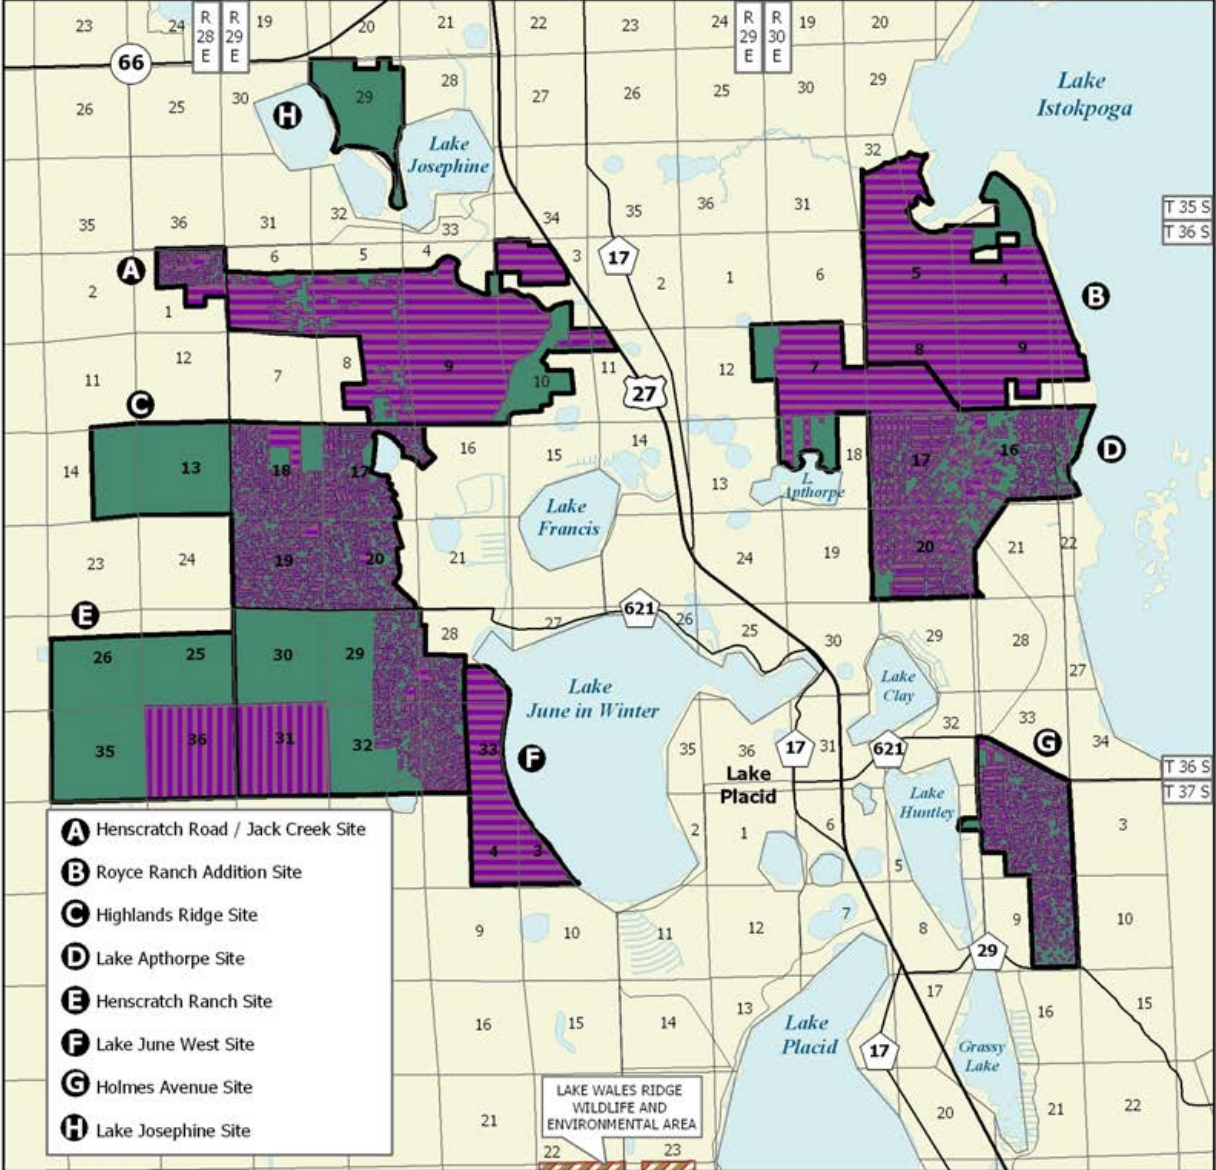 23
24
R
28
E
R
29
E
19
20
21
22
23
24
R
29
E
R
30
E
19
20
66
26
25
30
H
29
28
27
26
25
30
29
Lake
Istokpoga
Lake
Josephine
32
35
36
31
32
33
34
35
36
31
T 35 S
T 36 S
A
6
5
4
3
17
2
1
6
5
4
B
2
1
12
11
7
8
9
10
11
27
12
7
8
9
C
14
13
18
17
16
15
14
13
L.
Apthorpe
18
17
16
D
Lake
Francis
23
24
19
20
21
24
19
20
21
22
E
621
26
25
30
29
28
27
26
25
30
29
28
27
Lake
June in Winter
Lake
Clay
35
36
31
32
33
F
35
36
17
31
621
32
33
G
34
Lake
Placid
T 36 S
T 37 S
Lake
Huntley
4
3
2
1
6
5
3
9
10
11
12
7
8
9
10
29
16
15
14
13
Lake
Placid
17
17
Grassy
Lake
16
15
21
20
21
22
LAKE WALES RIDGE
WILDLIFE AND
ENVIRONMENTAL AREA
22
23
A Henscratch Road / Jack Creek Site
B Royce Ranch Addition Site
C Highlands Ridge Site
D Lake Apthorpe Site
E Henscratch Ranch Site
F Lake June West Site
G Holmes Avenue Site
H Lake Josephine Site